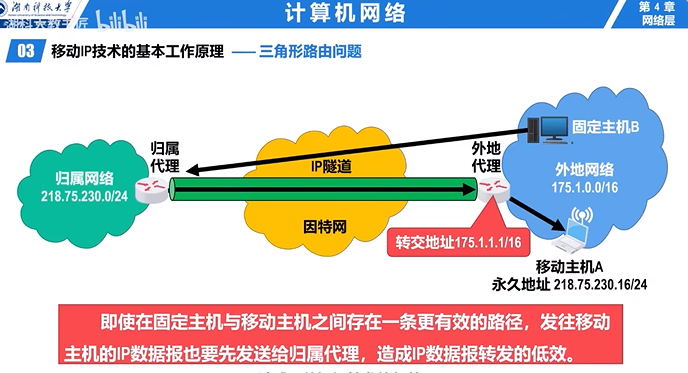 湖南科技大学
bilibili
计算机网络
第 4 章
网络层
03 移动IP技术的基本工作原理 —— 三角形路由问题
固定主机B
归属
代理
IP隧道
外地
代理
归属网络
218.75.230.0/24
外地网络
175.1.0.0/16
因特网
转交地址175.1.1.1/16
移动主机A
永久地址 218.75.230.16/24
即使在固定主机与移动主机之间存在一条更有效的路径，发往移动
主机的IP数据报也要先发送给归属代理，造成IP数据报转发的低效。